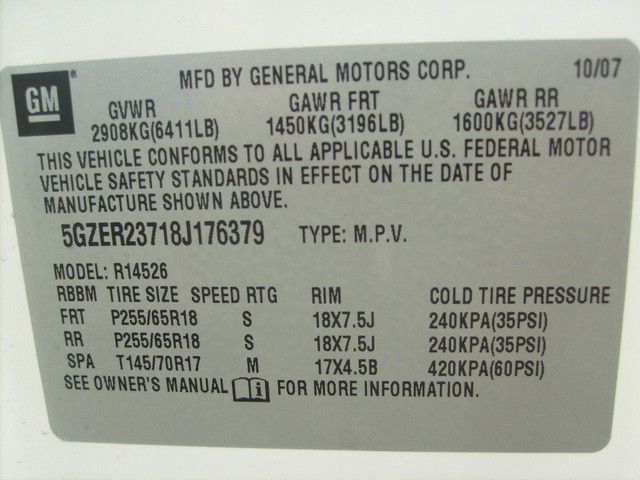 GM®
MFD BY GENERAL MOTORS CORP. 10/07
GVWR GAWR FRT GAWR RR
2908KG(6411LB) 1450KG(3196LB) 1600KG(3527LB)
THIS VEHICLE CONFORMS TO ALL APPLICABLE U.S. FEDERAL MOTOR
VEHICLE SAFETY STANDARDS IN EFFECT ON THE DATE OF
MANUFACTURE SHOWN ABOVE.
5GZER23718J176379 TYPE: M.P.V.
MODEL: R14526
RBBM TIRE SIZE SPEED RTG RIM COLD TIRE PRESSURE
FRT P255/65R18 S 18X7.5J 240KPA(35PSI)
RR P255/65R18 S 18X7.5J 240KPA(35PSI)
SPA T145/70R17 M 17X4.5B 420KPA(60PSI)
SEE OWNER'S MANUAL i FOR MORE INFORMATION.